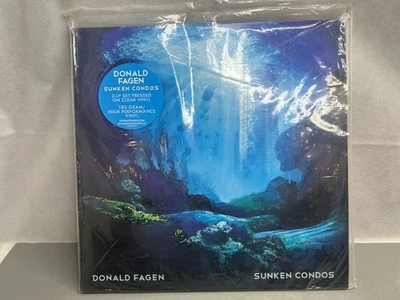 DONALD
FAGEN
SUNKEN CONDOS
2-LP SET PRESSED
ON CLEAR VINYL
180 GRAM/
HIGH PERFORMANCE
VINYL
DONALD FAGEN
SUNKEN CONDOS